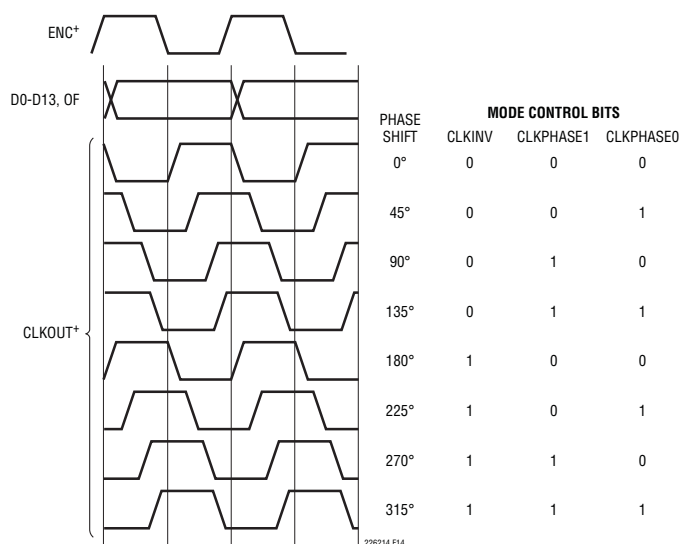 ENC+
D0-D13, OF
CLKOUT+
PHASE SHIFT MODE CONTROL BITS
CLKINV CLKPHASE1 CLKPHASE0
0° 0 0 0
45° 0 0 1
90° 0 1 0
135° 0 1 1
180° 1 0 0
225° 1 0 1
270° 1 1 0
315° 1 1 1
226214 F14